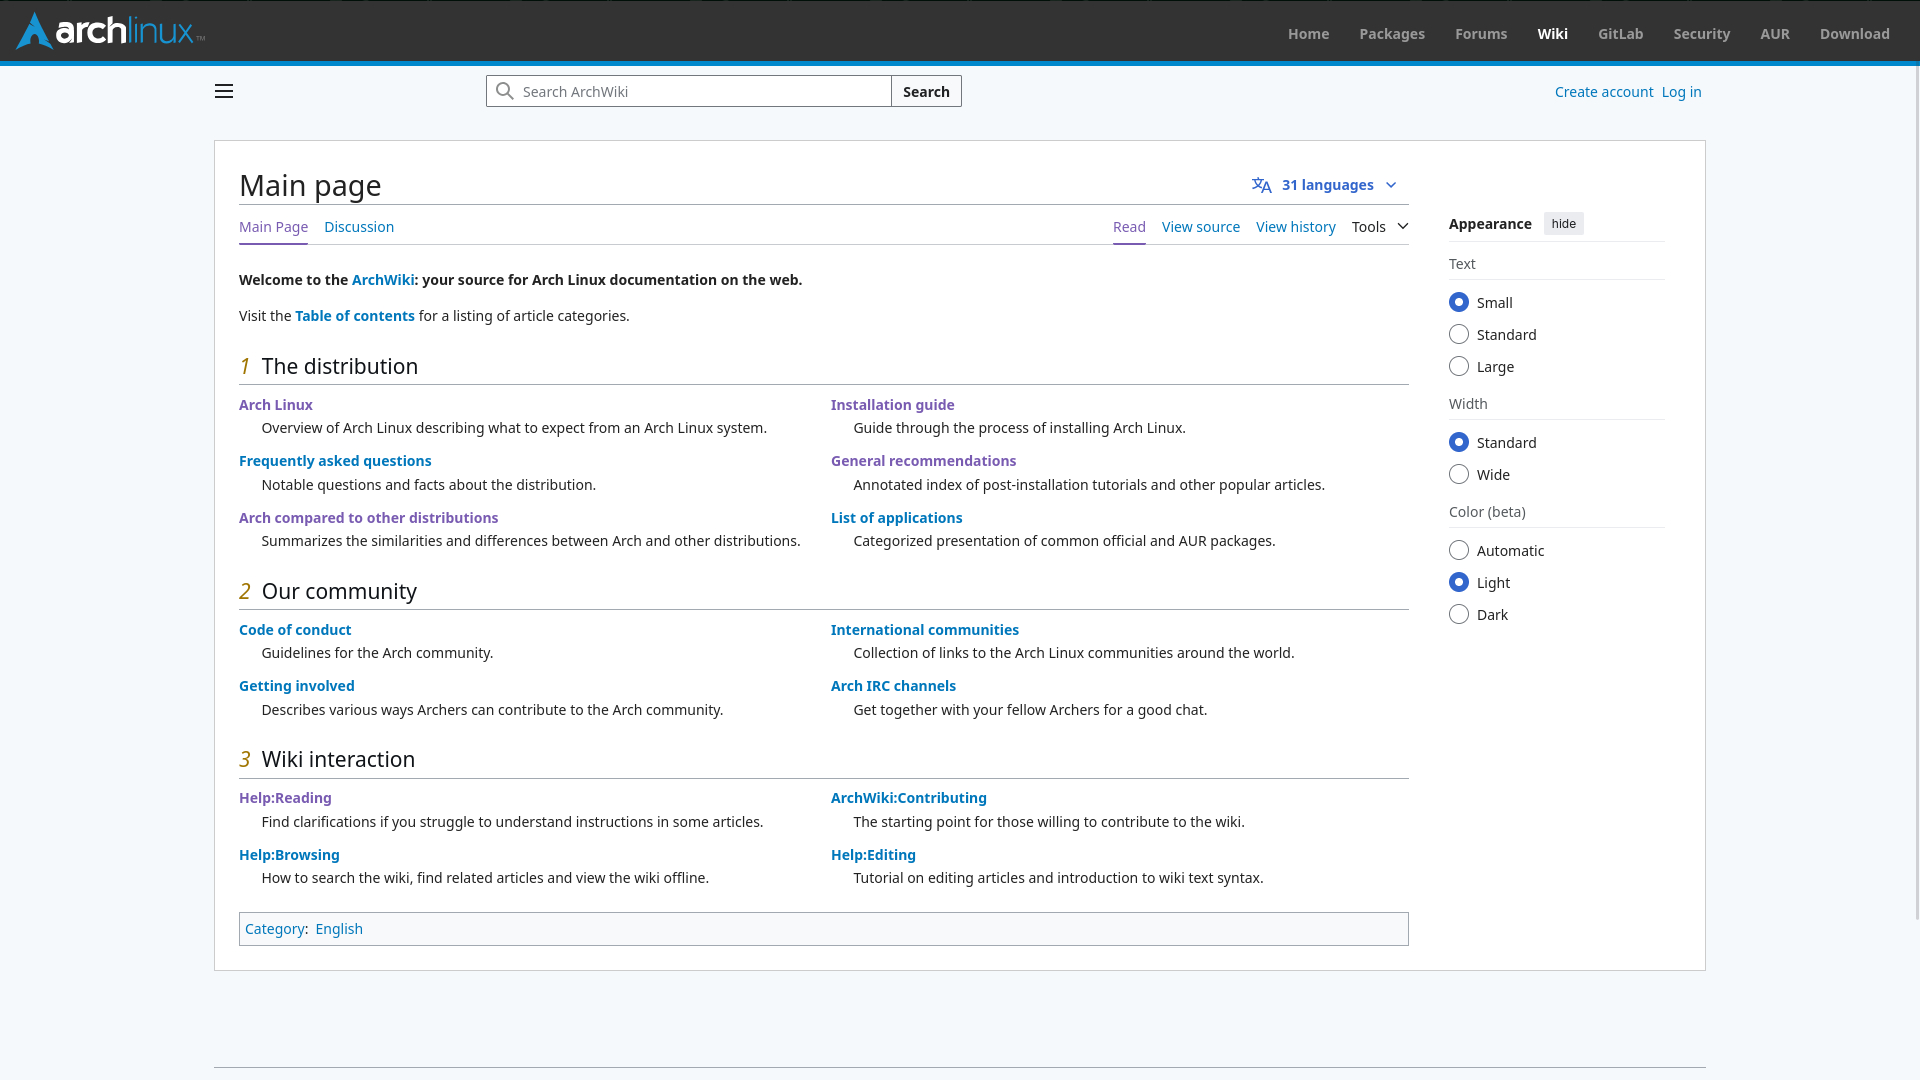 archlinux™
Home Packages Forums Wiki GitLab Security AUR Download
Search ArchWiki Search
Create account Log in
Main page
31 languages
Main Page Discussion
Read View source View history Tools
Welcome to the ArchWiki: your source for Arch Linux documentation on the web.
Visit the Table of contents for a listing of article categories.
1 The distribution
Arch Linux
Overview of Arch Linux describing what to expect from an Arch Linux system.
Frequently asked questions
Notable questions and facts about the distribution.
Arch compared to other distributions
Summarizes the similarities and differences between Arch and other distributions.
Installation guide
Guide through the process of installing Arch Linux.
General recommendations
Annotated index of post-installation tutorials and other popular articles.
List of applications
Categorized presentation of common official and AUR packages.
2 Our community
Code of conduct
Guidelines for the Arch community.
Getting involved
Describes various ways Archers can contribute to the Arch community.
International communities
Collection of links to the Arch Linux communities around the world.
Arch IRC channels
Get together with your fellow Archers for a good chat.
3 Wiki interaction
Help:Reading
Find clarifications if you struggle to understand instructions in some articles.
Help:Browsing
How to search the wiki, find related articles and view the wiki offline.
ArchWiki:Contributing
The starting point for those willing to contribute to the wiki.
Help:Editing
Tutorial on editing articles and introduction to wiki text syntax.
Category: English
Appearance hide
Text
Small
Standard
Large
Width
Standard
Wide
Color (beta)
Automatic
Light
Dark